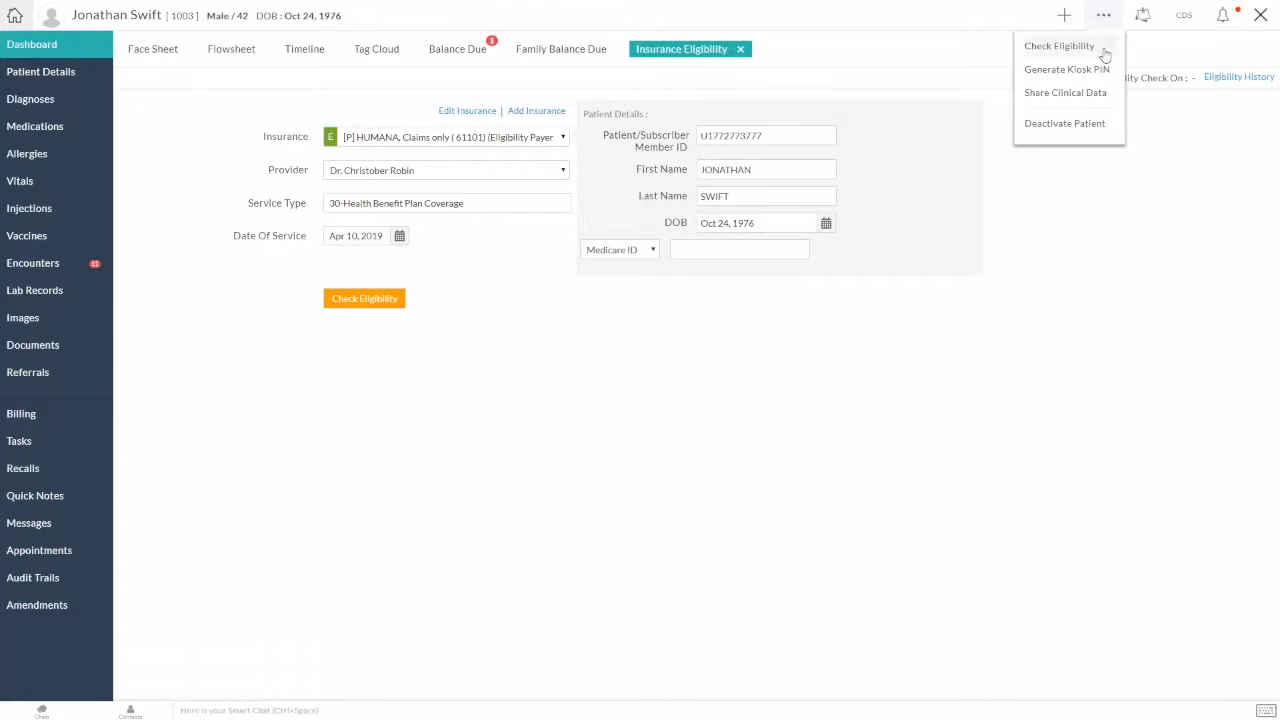 Jonathan Swift [ 1003 ] Male / 42 DOB : Oct 24, 1976
CDS
Dashboard
Patient Details
Diagnoses
Medications
Allergies
Vitals
Injections
Vaccines
Encounters 11
Lab Records
Images
Documents
Referrals
Billing
Tasks
Recalls
Quick Notes
Messages
Appointments
Audit Trails
Amendments
Face Sheet Flowsheet Timeline Tag Cloud Balance Due $ Family Balance Due Insurance Eligibility
Check Eligibility
Generate Kiosk PIN
Share Clinical Data
Deactivate Patient
ity Check On : - Eligibility History
Edit Insurance | Add Insurance
Insurance E [P] HUMANA, Claims only ( 61101) (Eligibility Payer
Provider Dr. Christober Robin
Service Type 30-Health Benefit Plan Coverage
Date Of Service Apr 10, 2019
Check Eligibility
Patient Details :
Patient/Subscriber
Member ID U1772773777
First Name JONATHAN
Last Name SWIFT
DOB Oct 24, 1976
Medicare ID
Chats Contacts Here is your Smart Chat (Ctrl+Space)